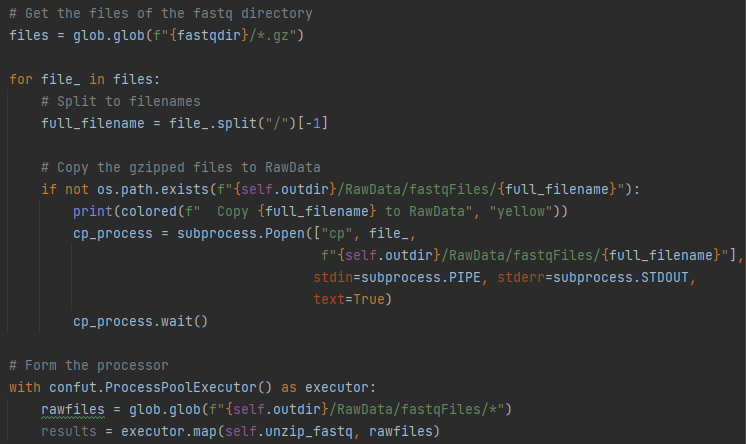 # Get the files of the fastq directory
files = glob.glob(f"{fastqdir}/*.gz")
for file_ in files:
# Split to filenames
full_filename = file_.split("/")[-1]
# Copy the gzipped files to RawData
if not os.path.exists(f"{self.outdir}/RawData/fastqFiles/{full_filename}"):
print(colored(f"  Copy {full_filename} to RawData", "yellow"))
cp_process = subprocess.Popen(["cp", file_,
f"{self.outdir}/RawData/fastqFiles/{full_filename}"],
stdin=subprocess.PIPE, stderr=subprocess.STDOUT,
text=True)
cp_process.wait()
# Form the processor
with confut.ProcessPoolExecutor() as executor:
rawfiles = glob.glob(f"{self.outdir}/RawData/fastqFiles/*")
results = executor.map(self.unzip_fastq, rawfiles)